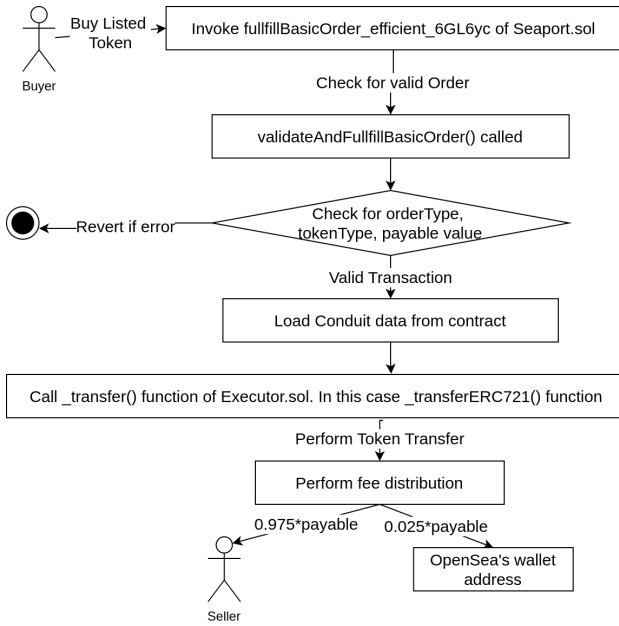 Buy Listed
Token
Invoke fullfillBasicOrder_efficient_6GL6yc of Seaport.sol
Buyer
Check for valid Order
validateAndFullfillBasicOrder() called
Check for orderType,
tokenType, payable value
Revert if error
Valid Transaction
Load Conduit data from contract
Call _transfer() function of Executor.sol. In this case _transferERC721() function
Perform Token Transfer
Perform fee distribution
0.975*payable
0.025*payable
OpenSea's wallet
address
Seller